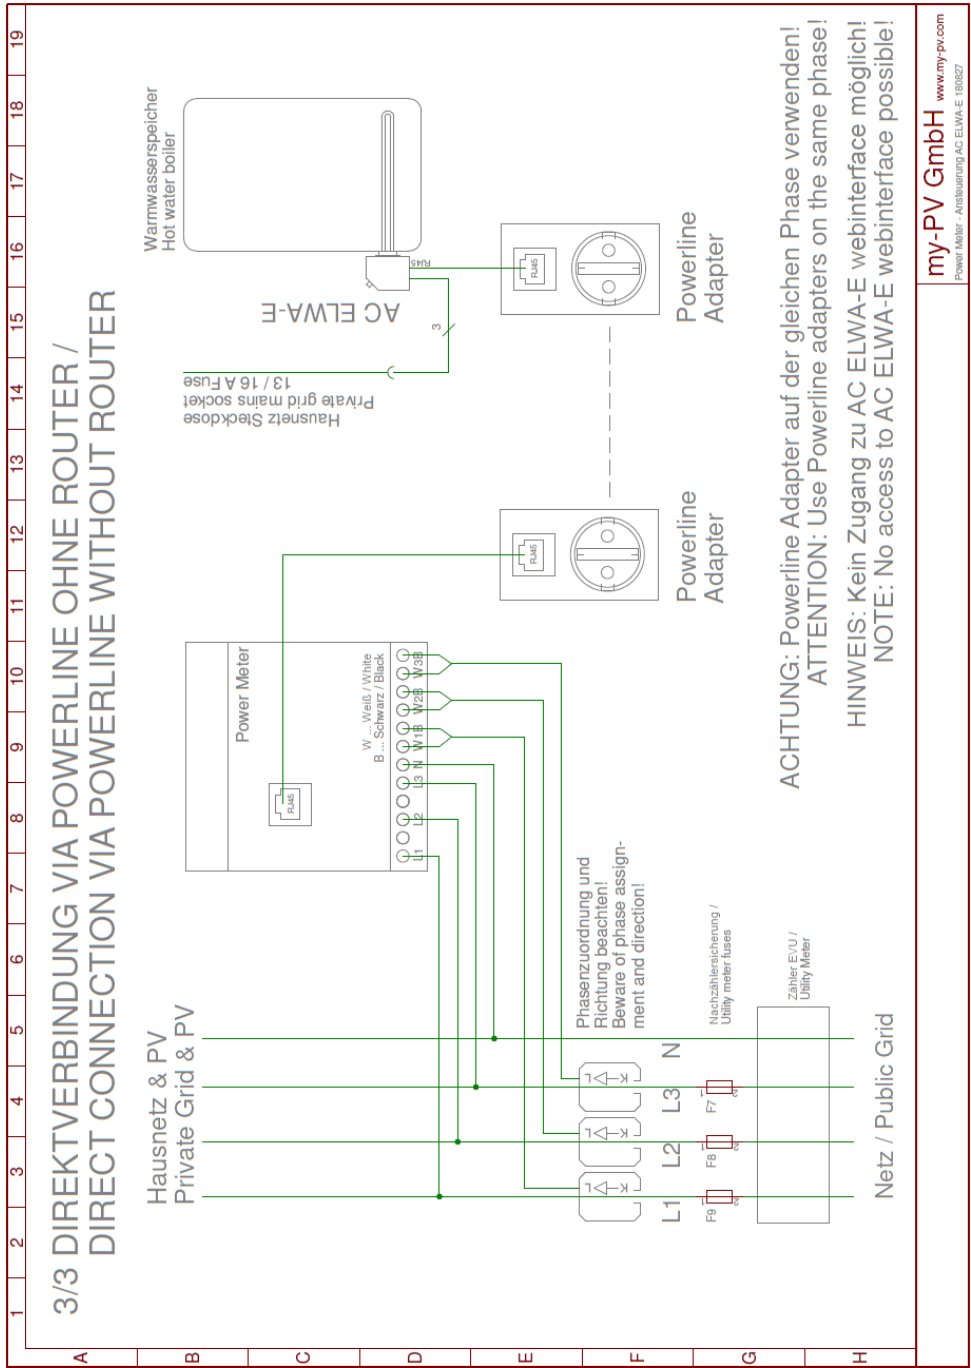 3/3 DIREKTVERBINDUNG VIA POWERLINE OHNE ROUTER /
DIRECT CONNECTION VIA POWERLINE WITHOUT ROUTER
1 2 3 4 5 6 7 8 9 10 11 12 13 14 15 16 17 18 19
A
B
C
D
E
F
G
H
Hausnetz & PV
Private Grid & PV
Power Meter
RJ45
W ... Weiß / White
B ... Schwarz / Black
L1 L2 L3 N W1B W2B W3B
Hausnetz Steckdose
Private grid mains socket
13 / 16 A Fuse
3
Warmwasserspeicher
Hot water boiler
AC ELWA-E
RJ45
RJ45
Powerline
Adapter
RJ45
Powerline
Adapter
Phasenzuordnung und
Richtung beachten!
Beware of phase assign-
ment and direction!
K L
K L
K L
L1 L2 L3 N
Nachzählersicherung /
Utility meter fuses
F9 F8 F7
1 2
1 2
1 2
Zähler EVU /
Utility Meter
Netz / Public Grid
ACHTUNG: Powerline Adapter auf der gleichen Phase verwenden!
ATTENTION: Use Powerline adapters on the same phase!
HINWEIS: Kein Zugang zu AC ELWA-E webinterface möglich!
NOTE: No access to AC ELWA-E webinterface possible!
my-PV GmbH www.my-pv.com
Power Meter - Ansteuerung AC ELWA-E 180827